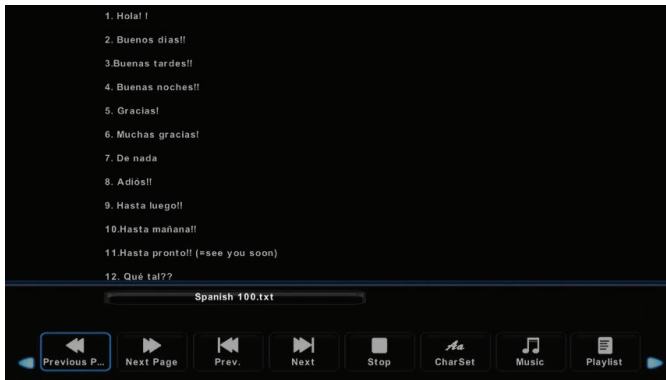 1. Hola! !
2. Buenos dias!!
3.Buenas tardes!!
4. Buenas noches!!
5. Gracias!
6. Muchas gracias!
7. De nada
8. Adiós!!
9. Hasta luego!!
10.Hasta mañana!!
11.Hasta pronto!! (=see you soon)
12. Qué tal??
Spanish 100.txt
Previous P... Next Page Prev. Next Stop Aa CharSet Music Playlist